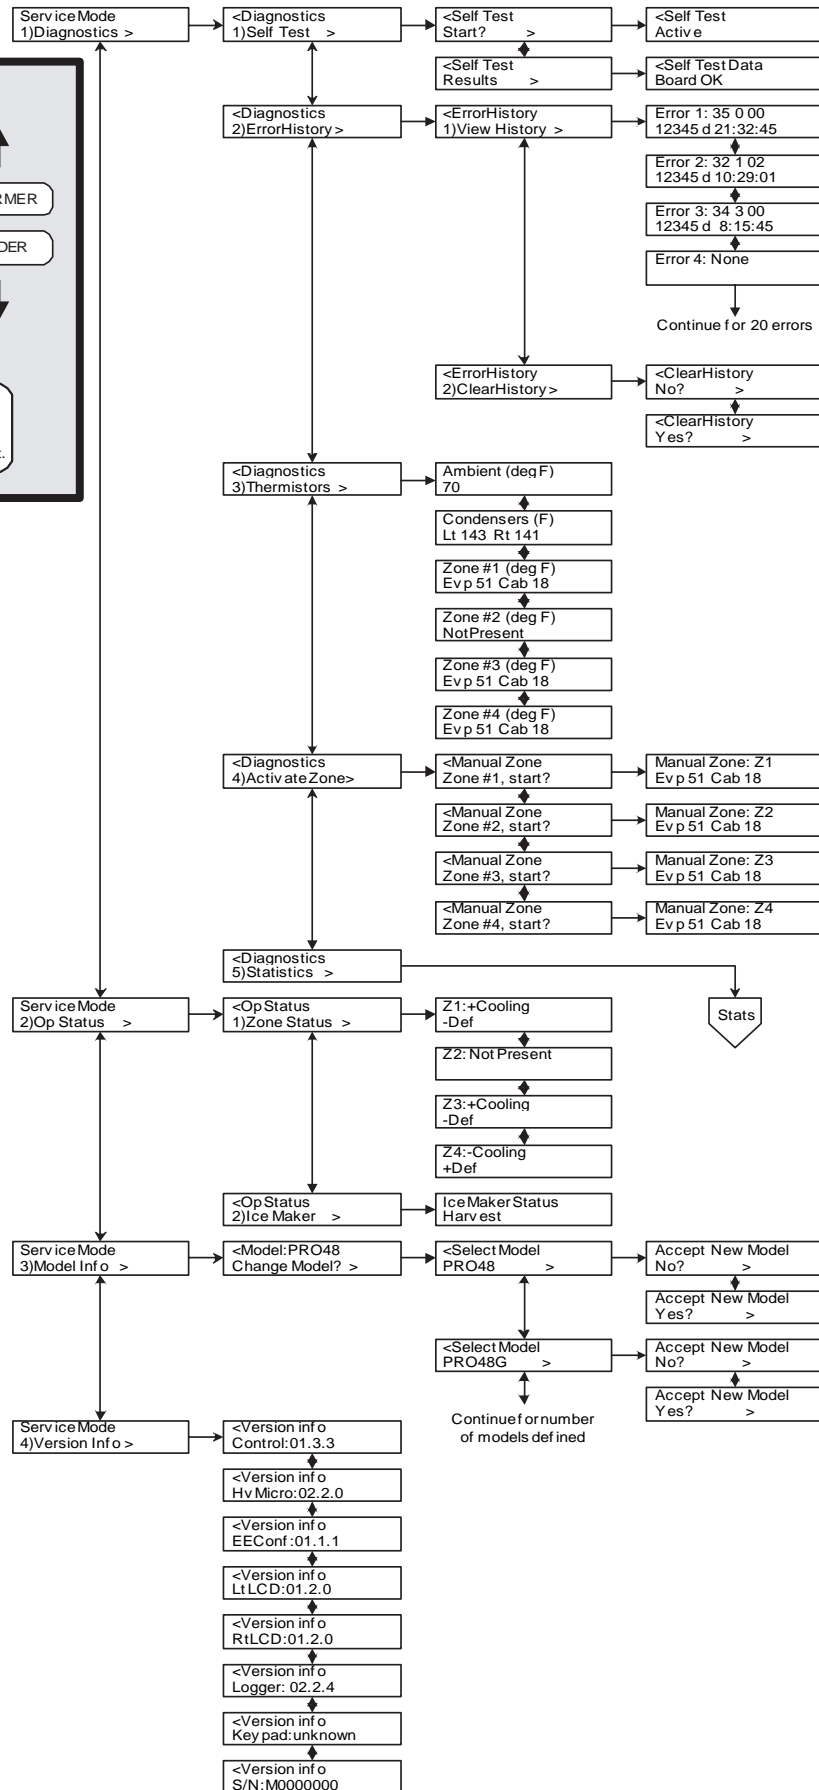 Service Mode
1)Diagnostics >
<Diagnostics
1)Self Test >
<Self Test
Start? >
<Self Test
Active
<Self Test
Results >
<Self Test Data
Board OK
<Diagnostics
2)ErrorHistory>
<ErrorHistory
1)View History >
Error 1: 35 0 00
12345 d 21:32:45
Error 2: 32 1 02
12345 d 10:29:01
Error 3: 34 3 00
12345 d 8:15:45
Error 4: None
Continue for 20 errors
RMER
DER
t.
<ErrorHistory
2)ClearHistory>
<ClearHistory
No? >
<ClearHistory
Yes? >
<Diagnostics
3)Thermistors >
Ambient (deg F)
70
Condensers (F)
Lt 143 Rt 141
Zone #1 (deg F)
Evp 51 Cab 18
Zone #2 (deg F)
Not Present
Zone #3 (deg F)
Evp 51 Cab 18
Zone #4 (deg F)
Evp 51 Cab 18
<Diagnostics
4)Activate Zone>
<Manual Zone
Zone #1, start?
Manual Zone: Z1
Evp 51 Cab 18
<Manual Zone
Zone #2, start?
Manual Zone: Z2
Evp 51 Cab 18
<Manual Zone
Zone #3, start?
Manual Zone: Z3
Evp 51 Cab 18
<Manual Zone
Zone #4, start?
Manual Zone: Z4
Evp 51 Cab 18
<Diagnostics
5)Statistics >
Stats
Service Mode
2)Op Status >
<Op Status
1)Zone Status >
Z1:+Cooling
-Def
Z2: Not Present
Z3:+Cooling
-Def
Z4:-Cooling
+Def
<Op Status
2)Ice Maker >
Ice Maker Status
Harvest
Service Mode
3)Model Info >
<Model:PRO48
Change Model? >
<Select Model
PRO48 >
Accept New Model
No? >
Accept New Model
Yes? >
<Select Model
PRO48G >
Accept New Model
No? >
Accept New Model
Yes? >
Continue for number
of models defined
Service Mode
4)Version Info >
<Version info
Control:01.3.3
<Version info
Hv Micro:02.2.0
<Version info
EEConf:01.1.1
<Version info
Lt LCD:01.2.0
<Version info
RtLCD:01.2.0
<Version info
Logger: 02.2.4
<Version info
Keypad:unknown
<Version info
S/N:M0000000